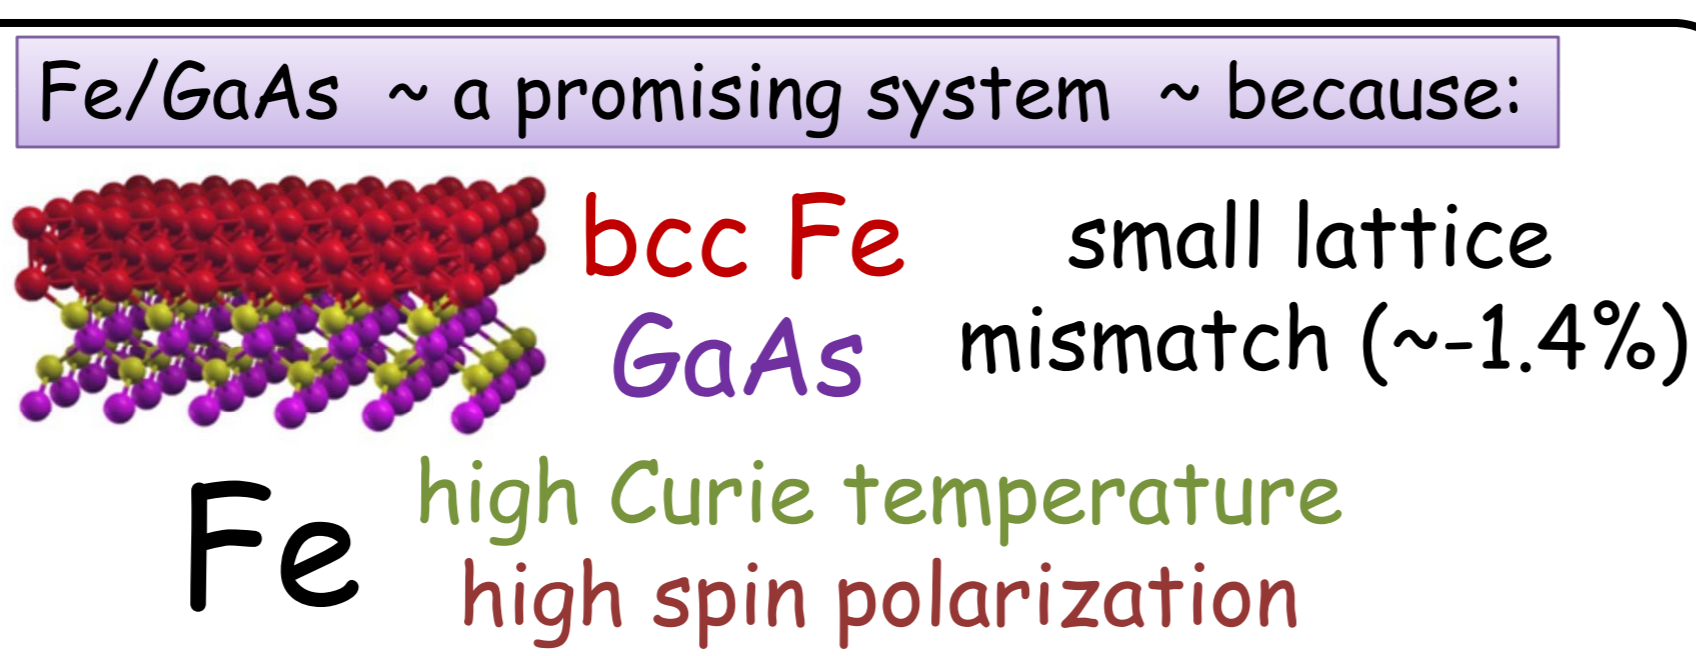 Fe/GaAs ~ a promising system ~ because:
bcc Fe
GaAs
small lattice
mismatch (~-1.4%)
Fe
high Curie temperature
high spin polarization